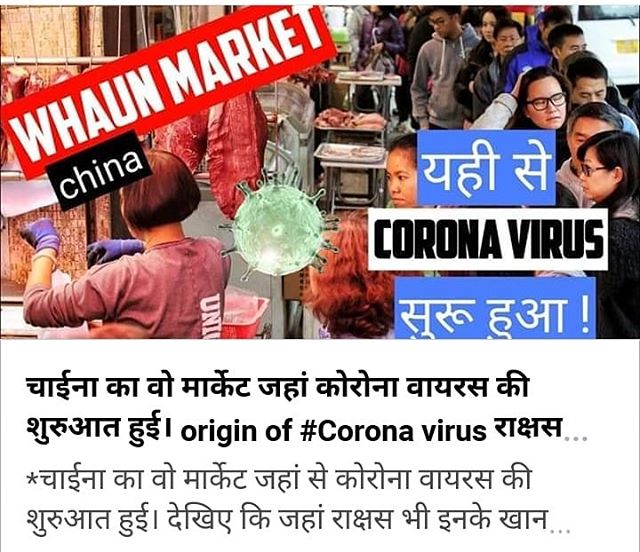 WHAUN MARKET
china
यही से
CORONA VIRUS
सुरू हुआ !
UNI
चाईना का वो मार्केट जहां कोरोना वायरस की
शुरुआत हुई। origin of #Corona virus राक्षस...
*चाईना का वो मार्केट जहां से कोरोना वायरस की
शुरुआत हुई। देखिए कि जहां राक्षस भी इनके खान...